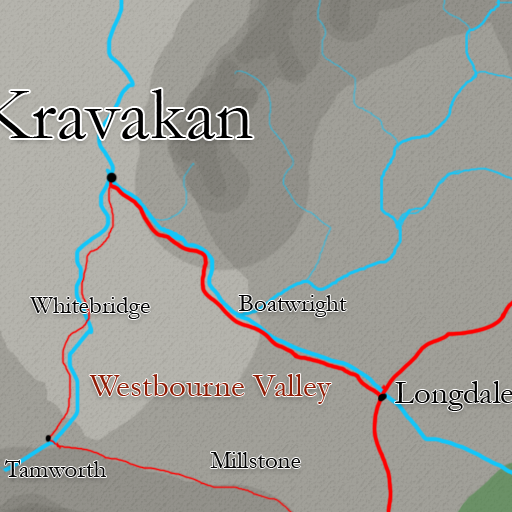 Kravakan
Whitebridge
Boatwright
Westbourne Valley
Longdale
Tamworth
Millstone